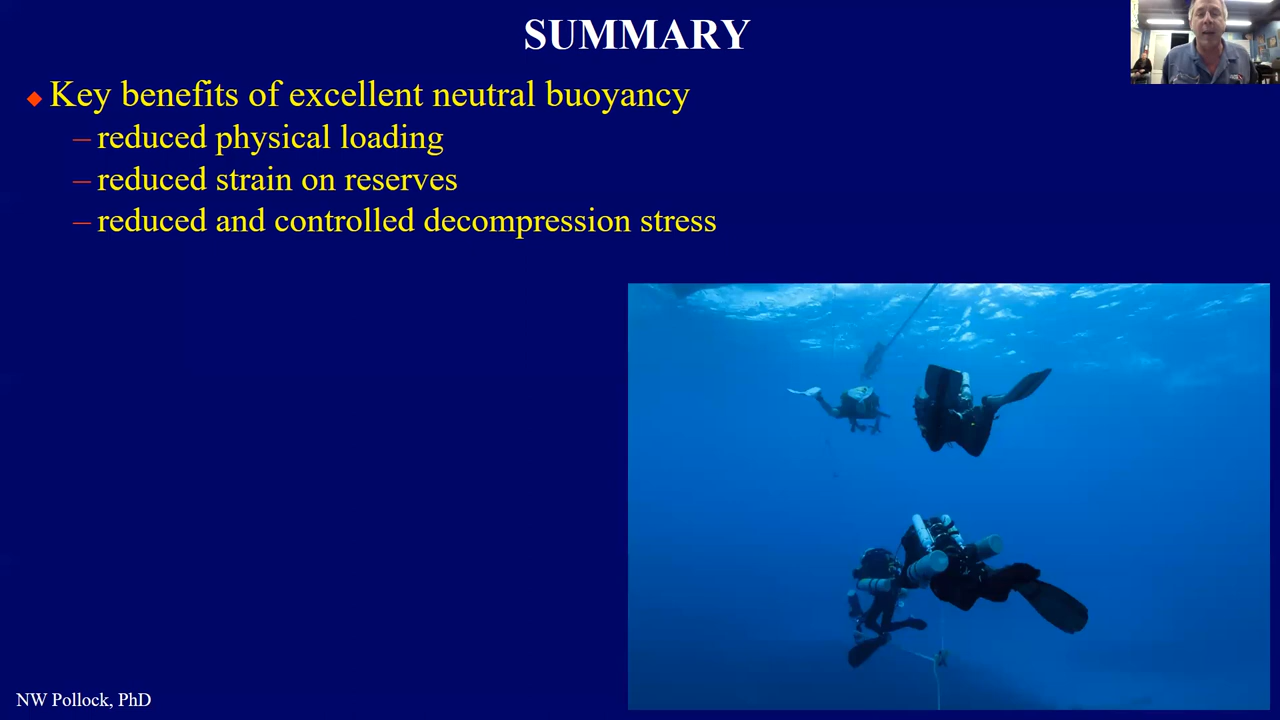 SUMMARY
Key benefits of excellent neutral buoyancy
– reduced physical loading
– reduced strain on reserves
– reduced and controlled decompression stress
NW Pollock, PhD